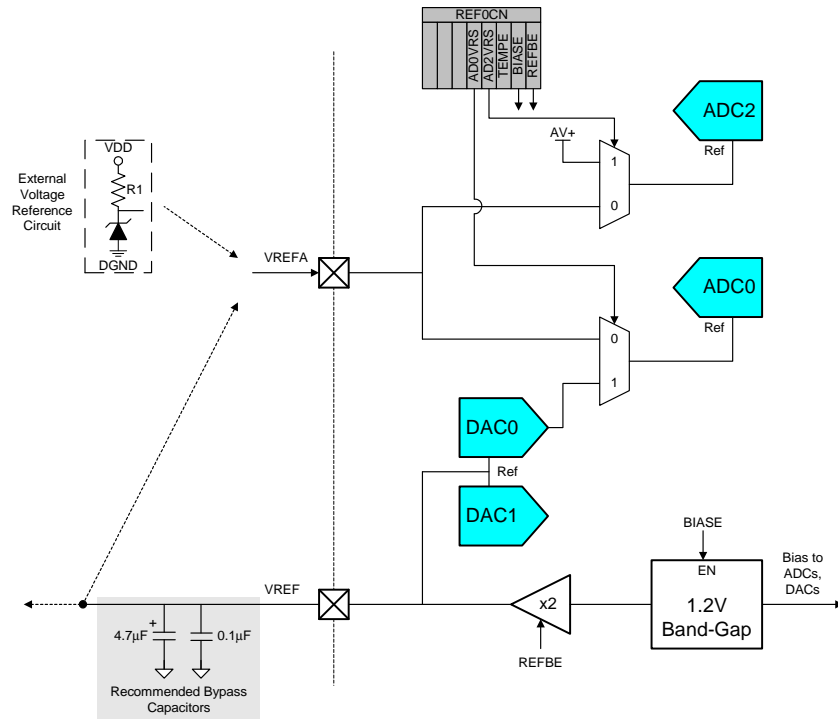 REF0CN
AD0VRS
AD2VRS
TEMPE
BIASE
REFBE
ADC2
Ref
AV+
1
0
External
Voltage
Reference
Circuit
VDD
R1
DGND
VREFA
ADC0
Ref
0
1
DAC0
Ref
DAC1
BIASE
EN
1.2V
Band-Gap
Bias to
ADCs,
DACs
x2
REFBE
VREF
+
4.7µF
0.1µF
Recommended Bypass
Capacitors